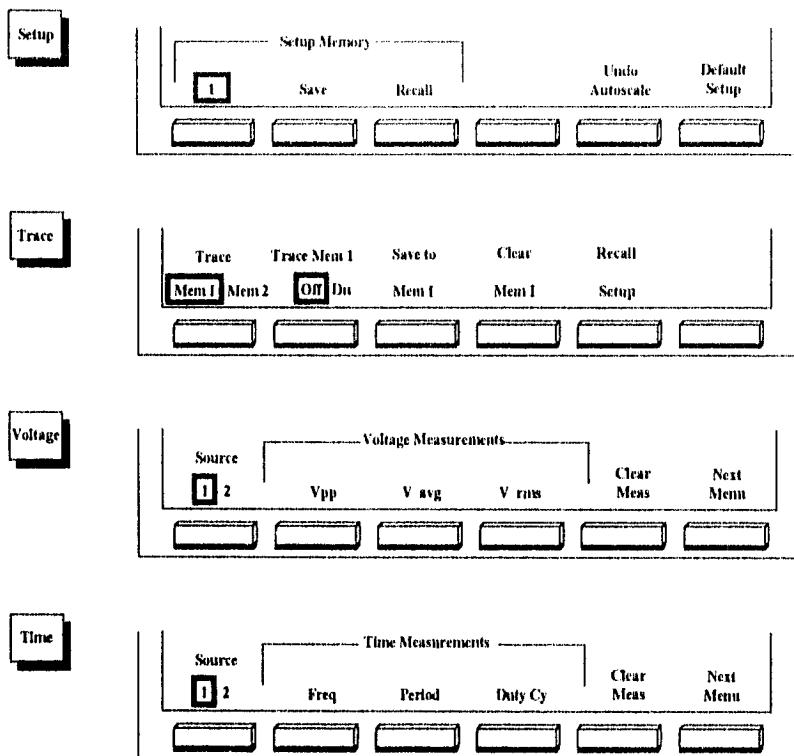 Setup
Setup Memory
Undo Default
1 Save Recall Autoscale Setup
Trace
Trace Trace Mem 1 Save to Clear Recall
Mem 1 Mem 2 Off On Mem 1 Mem 1 Setup
Voltage
Voltage Measurements
Source Clear Next
1 2 Vpp V avg V rms Meas Menu
Time
Time Measurements
Source Clear Next
1 2 Freq Period Duty Cy Meas Menu